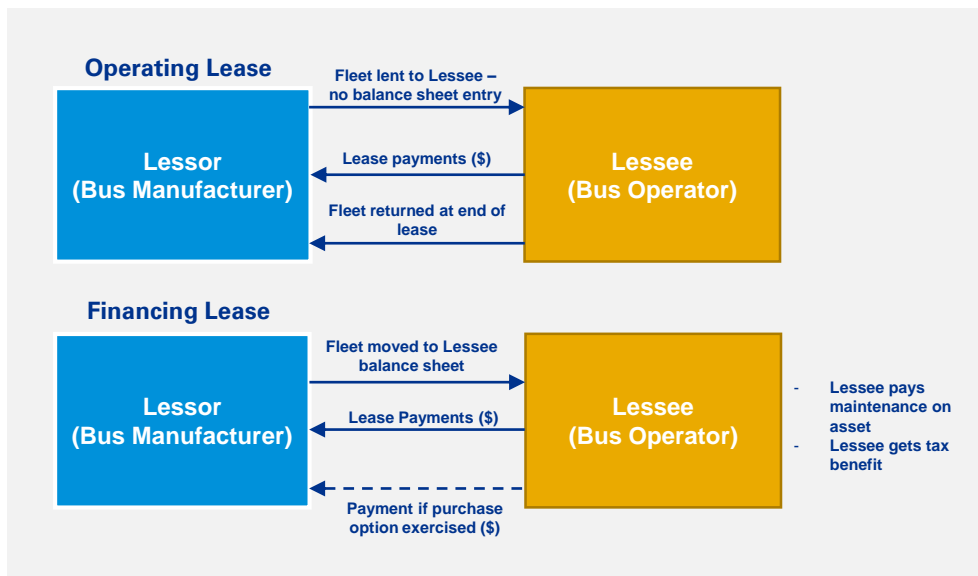 Operating Lease
Lessor
(Bus Manufacturer)
Fleet lent to Lessee –
no balance sheet entry
Lease payments ($)
Fleet returned at end of
lease
Lessee
(Bus Operator)
Financing Lease
Lessor
(Bus Manufacturer)
Fleet moved to Lessee
balance sheet
Lease Payments ($)
Payment if purchase
option exercised ($)
Lessee
(Bus Operator)
- Lessee pays
maintenance on
asset
- Lessee gets tax
benefit